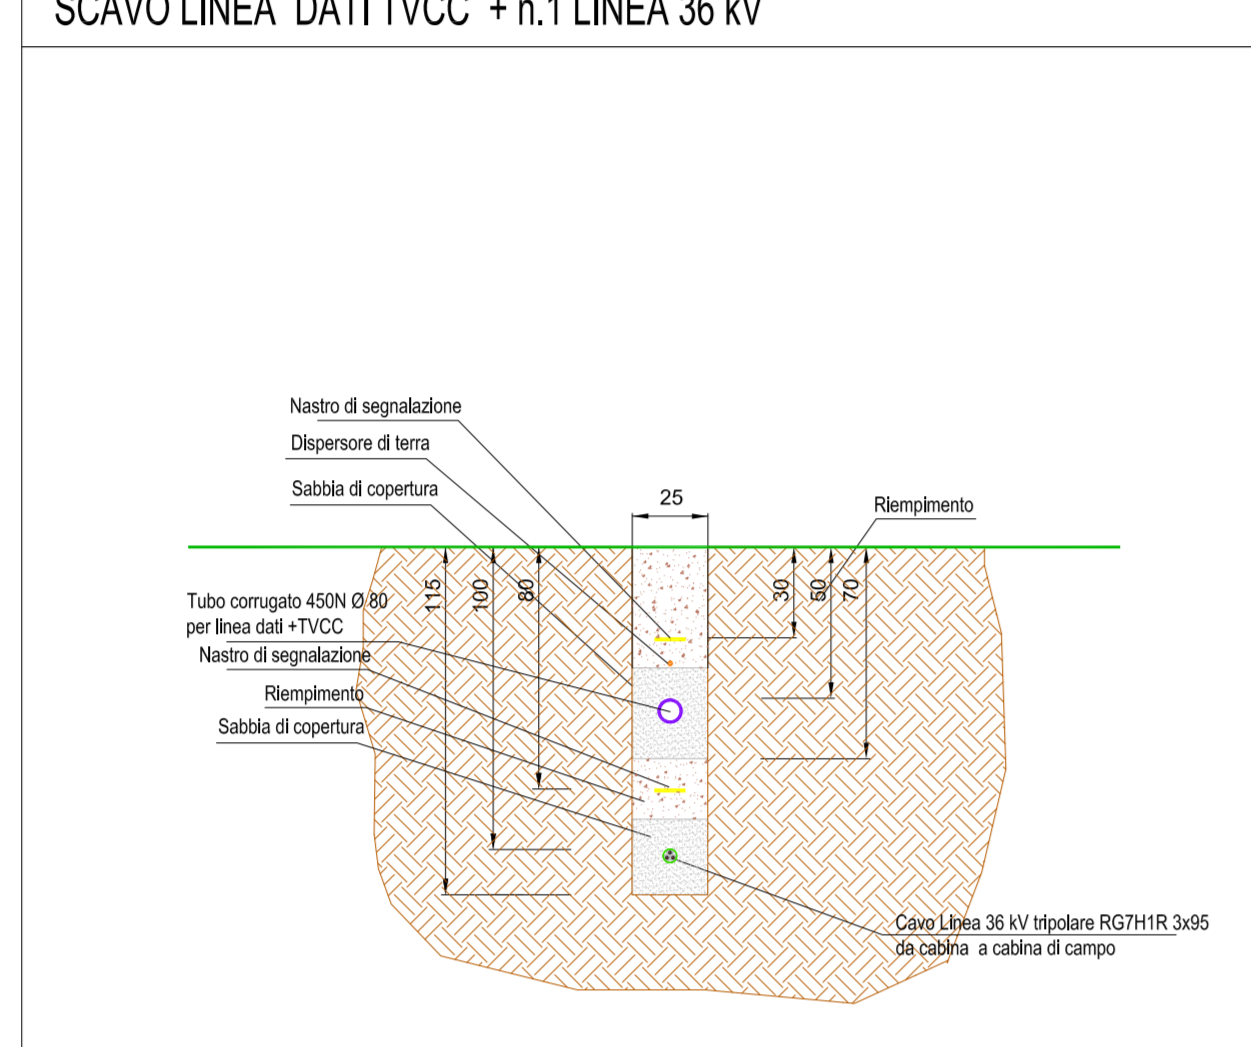 SCAVO LINEA DATI TVCC + n.1 LINEA 36 kV
Nastro di segnalazione
Dispersore di terra
Sabbia di copertura
25
Riempimento
115
100
80
30
50
70
Tubo corrugato 450N Ø 80
per linea dati +TVCC
Nastro di segnalazione
Riempimento
Sabbia di copertura
Cavo Linea 36 kV tripolare RG7H1R 3x95
da cabina a cabina di campo